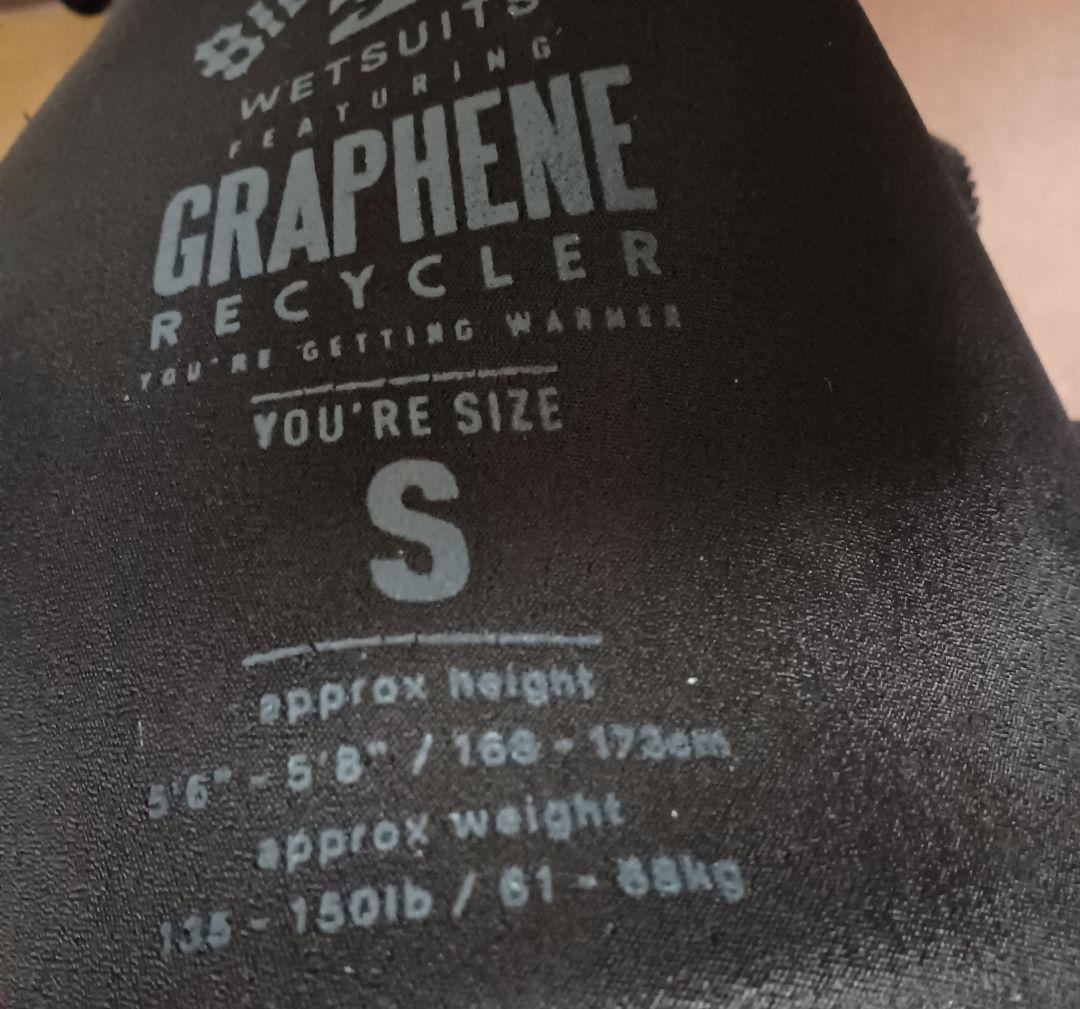 WETSUITS
FEATURING
GRAPHENE
RECYCLER
YOU'RE GETTING WARMER
YOU'RE SIZE
S
approx height
5'6" - 5'8" / 168 - 173cm
approx weight
135 - 150lb / 61 - 68kg